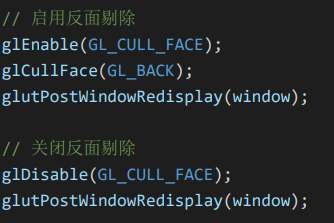 // 启用反面剔除
glEnable(GL_CULL_FACE);
glCullFace(GL_BACK);
glutPostWindowRedisplay(window);
// 关闭反面剔除
glDisable(GL_CULL_FACE);
glutPostWindowRedisplay(window);